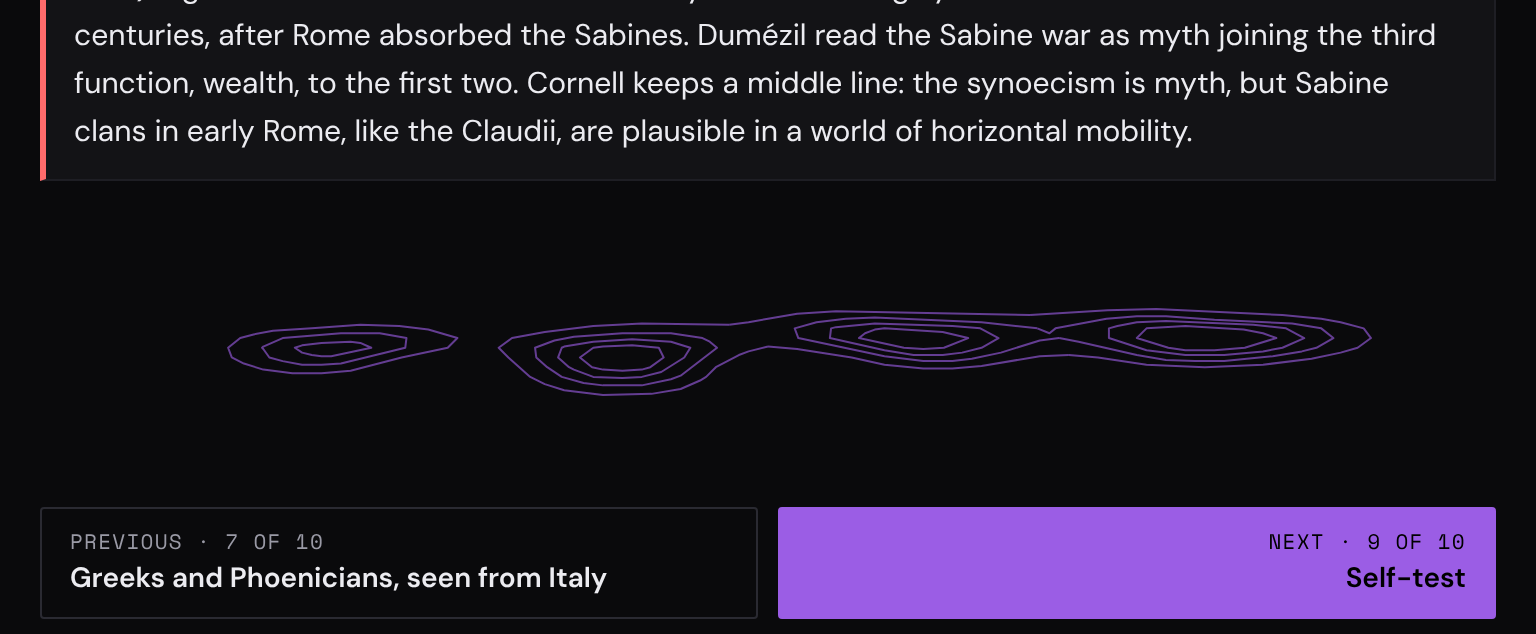 centuries, after Rome absorbed the Sabines. Dumézil read the Sabine war as myth joining the third
function, wealth, to the first two. Cornell keeps a middle line: the synoecism is myth, but Sabine
clans in early Rome, like the Claudii, are plausible in a world of horizontal mobility.
PREVIOUS · 7 OF 10
Greeks and Phoenicians, seen from Italy
NEXT · 9 OF 10
Self-test